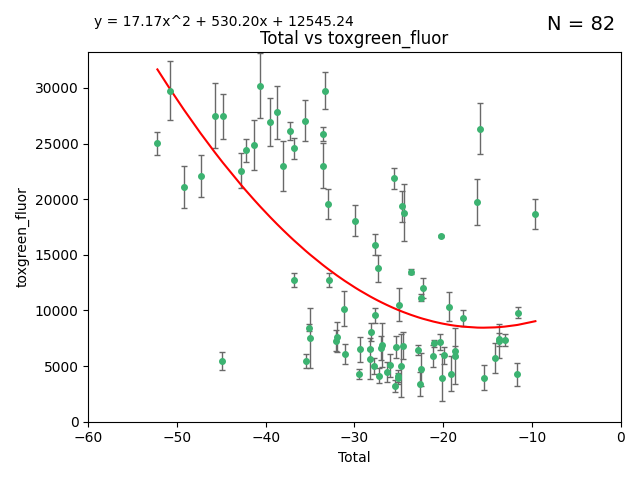 y = 17.17x^2 + 530.20x + 12545.24
N = 82
Total vs toxgreen_fluor
30000
25000
20000
15000
10000
5000
0
toxgreen_fluor
−60
−50
−40
−30
−20
−10
0
Total